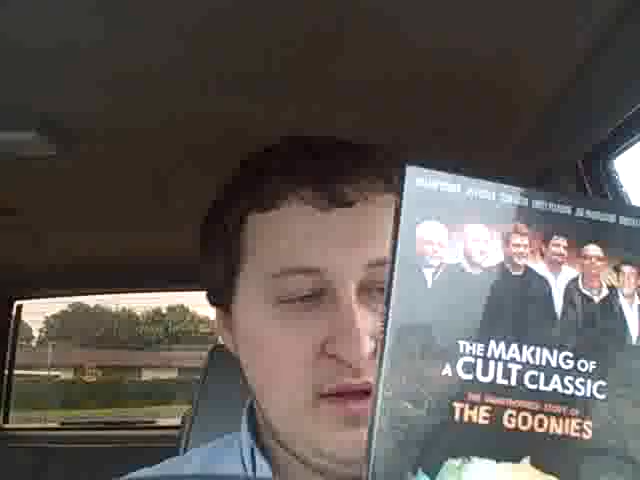 THE MAKING OF
A CULT CLASSIC
THE UNAUTHORIZED STORY OF
THE GOONIES